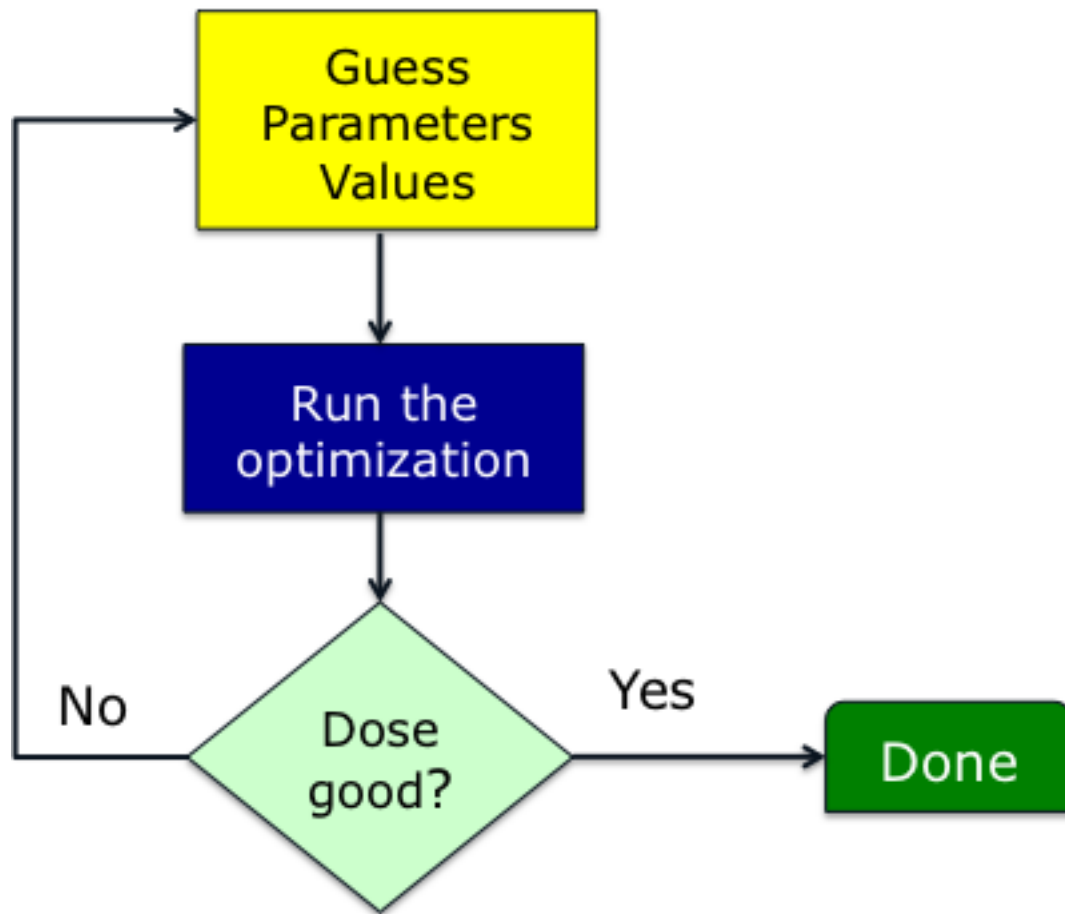 Guess
Parameters
Values
Run the
optimization
Dose
good?
No
Yes
Done